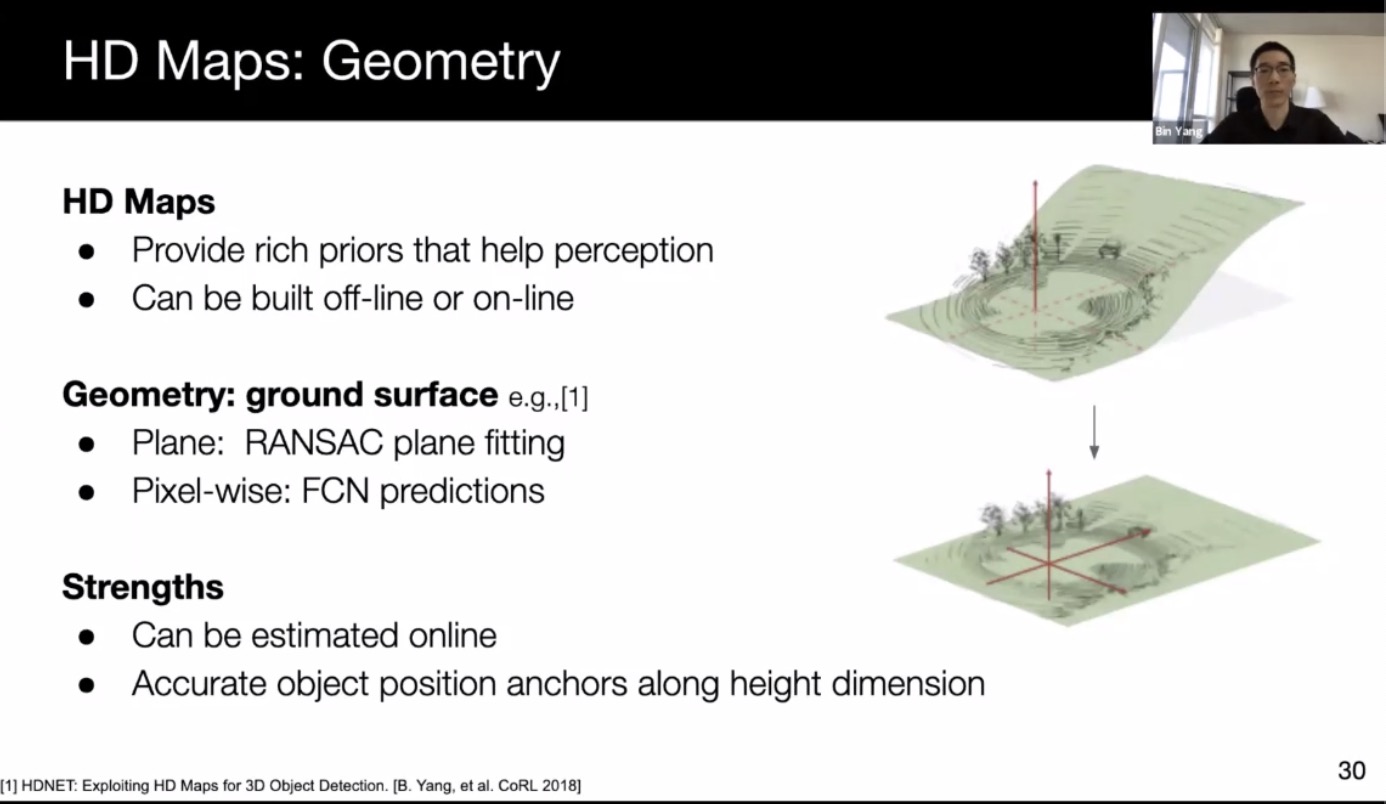 HD Maps: Geometry
Bin Yang
HD Maps
● Provide rich priors that help perception
● Can be built off-line or on-line
Geometry: ground surface e.g.,[1]
● Plane:  RANSAC plane fitting
● Pixel-wise: FCN predictions
Strengths
● Can be estimated online
● Accurate object position anchors along height dimension
30
[1] HDNET: Exploiting HD Maps for 3D Object Detection. [B. Yang, et al. CoRL 2018]